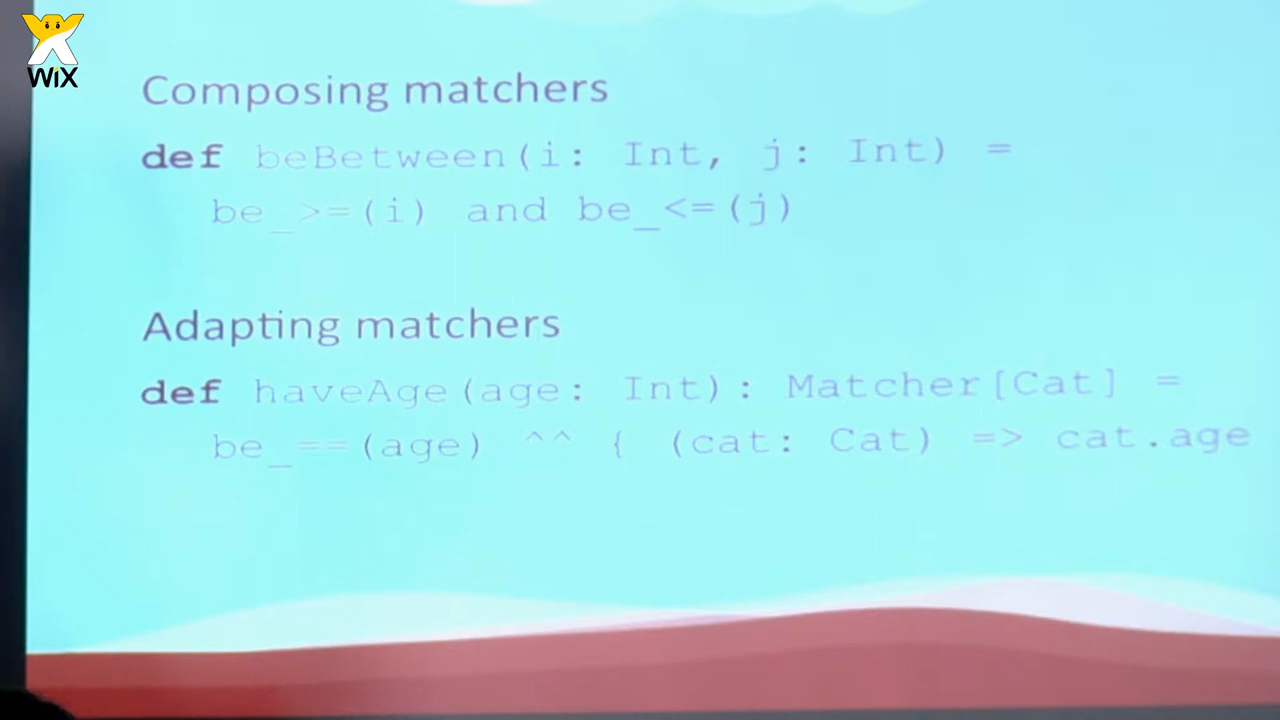 WiX
Composing matchers
def beBetween(i: Int, j: Int) =
be_>=(i) and be_<=(j)
Adapting matchers
def haveAge(age: Int): Matcher[Cat] =
be_==(age) ^^ { (cat: Cat) => cat.age